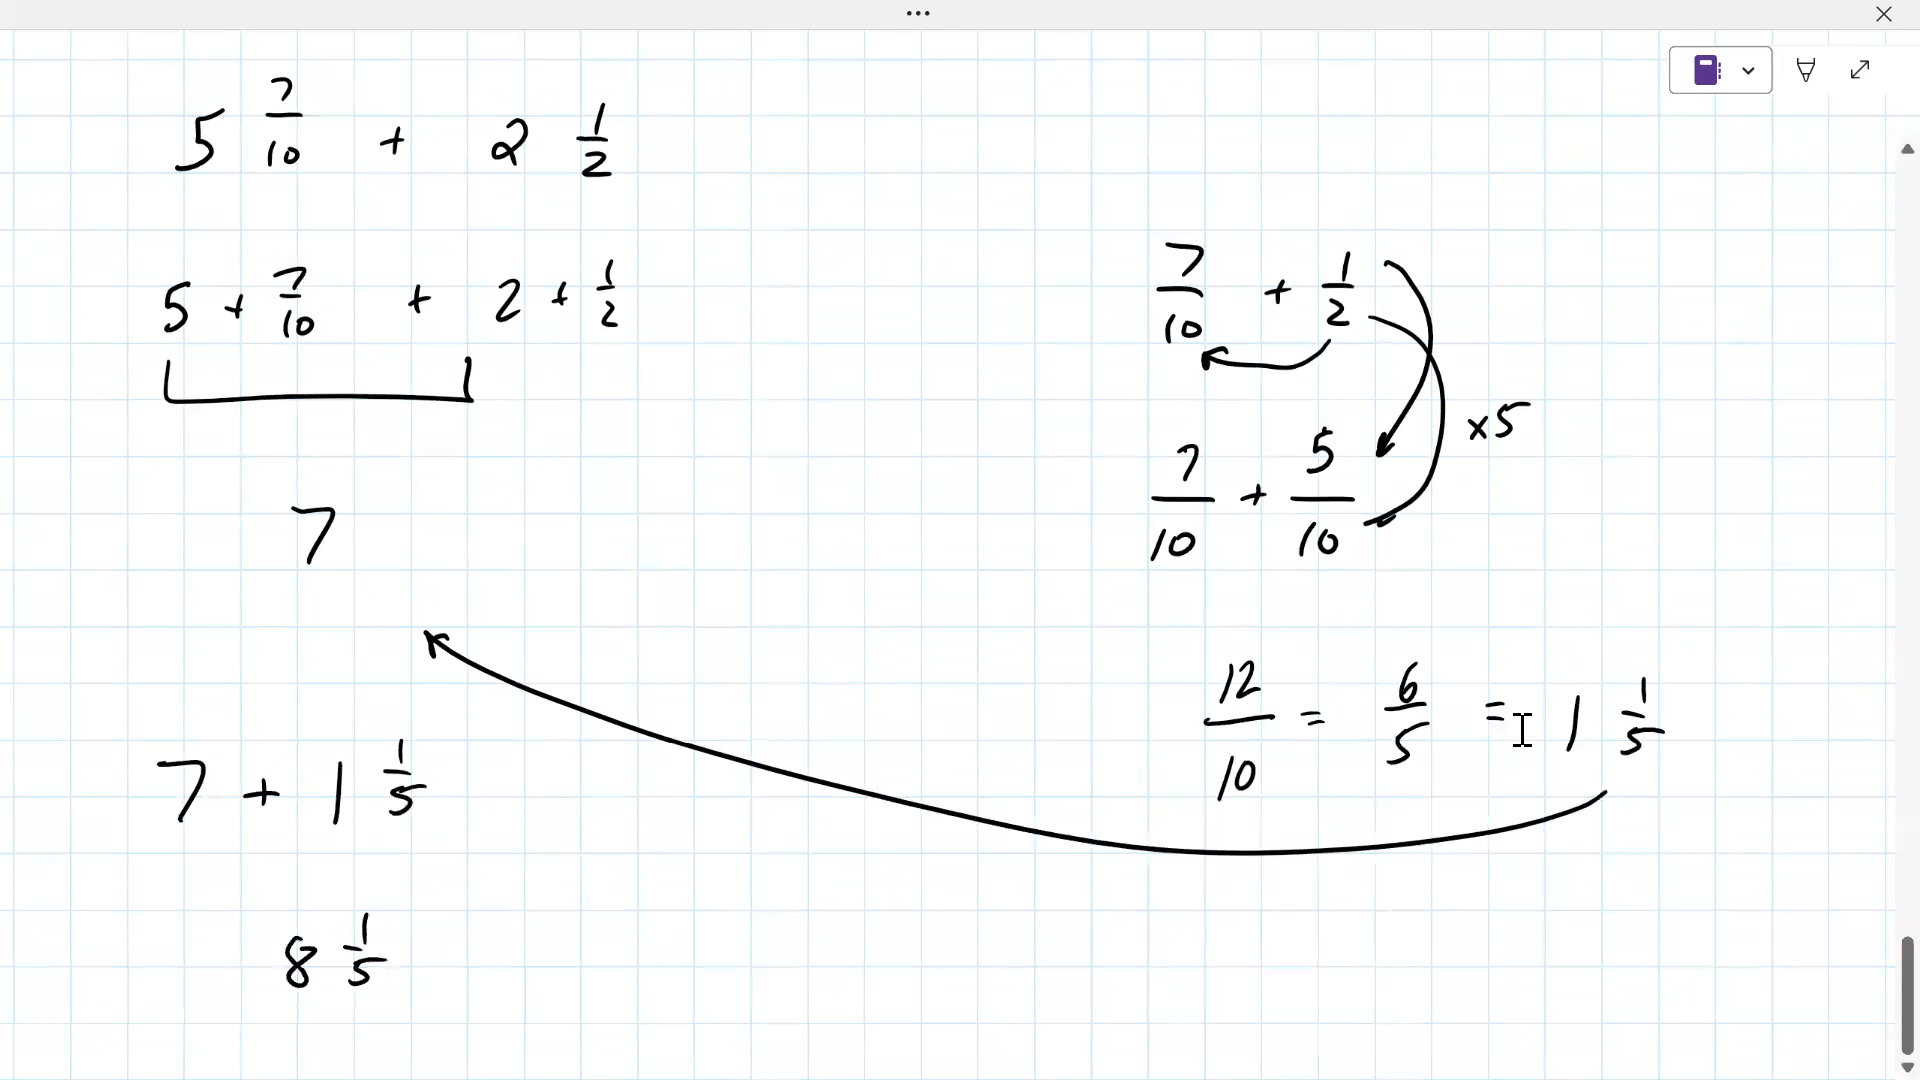 5 7/10 + 2 1/2
5 + 7/10 + 2 + 1/2
7
7 + 1 1/5
8 1/5
7/10 + 1/2
x5
7/10 + 5/10
12/10 = 6/5 = 1 1/5